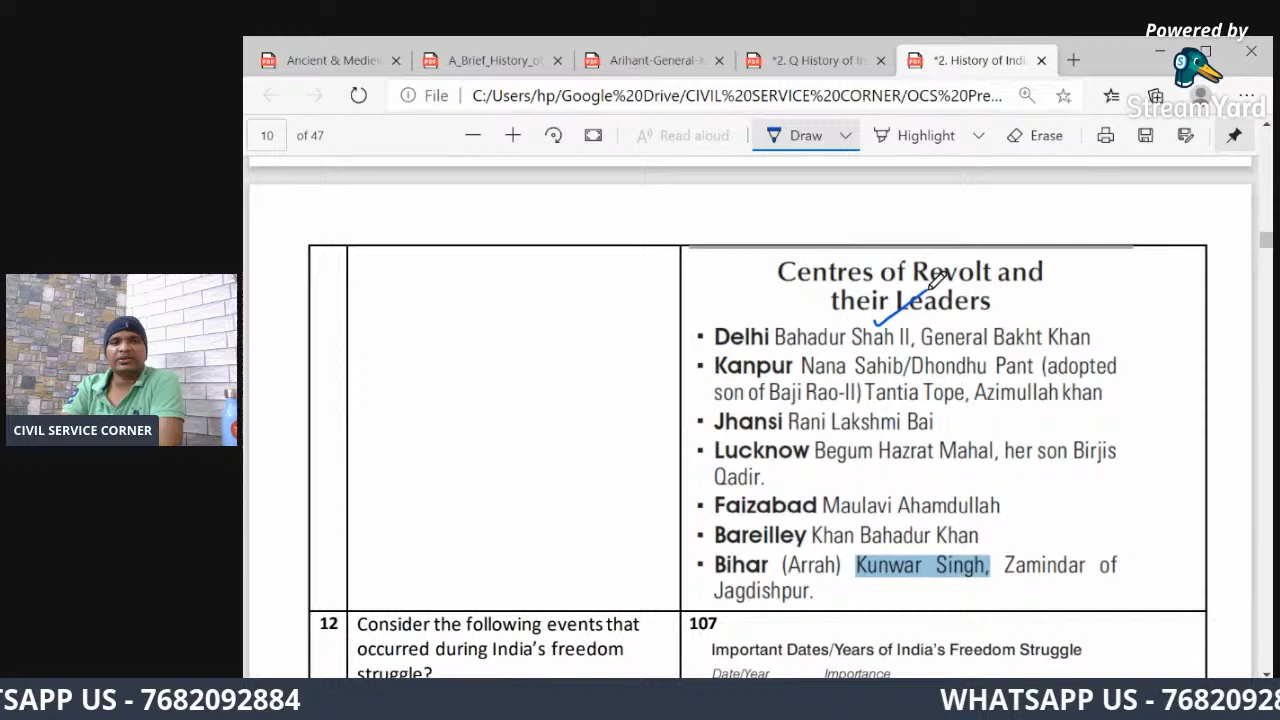 Powered by
StreamYard
Ancient & Mediev
A_Brief_History_o
Arihant-General-K
*2. Q History of In
*2. History of Indi
File
C:/Users/hp/Google%20Drive/CIVIL%20SERVICE%20CORNER/OCS%20Pre...
10 of 47
Read aloud
Draw
Highlight
Erase
Centres of Revolt and
their Leaders
▪ Delhi Bahadur Shah II, General Bakht Khan
▪ Kanpur Nana Sahib/Dhondhu Pant (adopted
son of Baji Rao-II) Tantia Tope, Azimullah khan
▪ Jhansi Rani Lakshmi Bai
▪ Lucknow Begum Hazrat Mahal, her son Birjis
Qadir.
▪ Faizabad Maulavi Ahamdullah
▪ Bareilley Khan Bahadur Khan
▪ Bihar (Arrah) Kunwar Singh, Zamindar of
Jagdishpur.
12 Consider the following events that
occurred during India's freedom
struggle?
107
Important Dates/Years of India's Freedom Struggle
Date/Year Importance
CIVIL SERVICE CORNER
TSAPP US - 7682092884
WHATSAPP US - 7682092